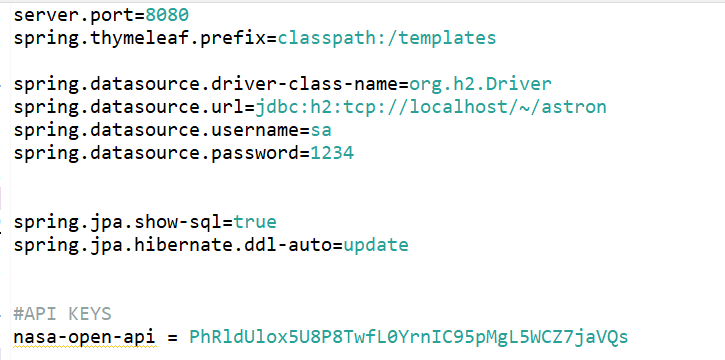 server.port=8080
spring.thymeleaf.prefix=classpath:/templates
spring.datasource.driver-class-name=org.h2.Driver
spring.datasource.url=jdbc:h2:tcp://localhost/~/astron
spring.datasource.username=sa
spring.datasource.password=1234
spring.jpa.show-sql=true
spring.jpa.hibernate.ddl-auto=update
#API KEYS
nasa-open-api = PhRldUlox5U8P8TwfL0YrnIC95pMgL5WCZ7jaVQs